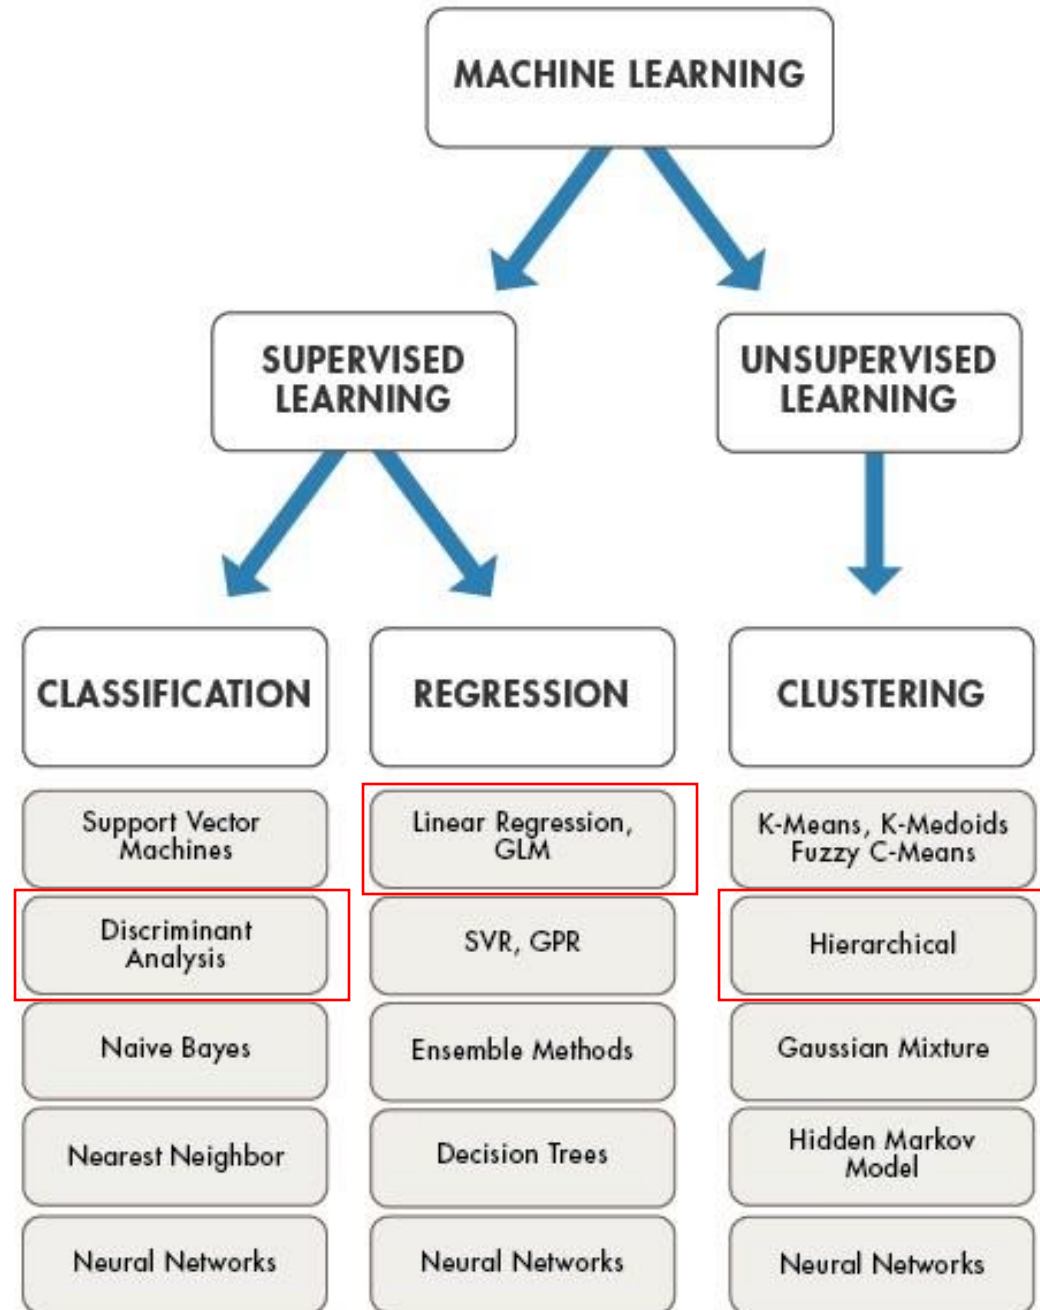 MACHINE LEARNING
SUPERVISED
LEARNING
UNSUPERVISED
LEARNING
CLASSIFICATION
REGRESSION
CLUSTERING
Support Vector
Machines
Linear Regression,
GLM
K-Means, K-Medoids
Fuzzy C-Means
Discriminant
Analysis
SVR, GPR
Hierarchical
Naive Bayes
Ensemble Methods
Gaussian Mixture
Nearest Neighbor
Decision Trees
Hidden Markov
Model
Neural Networks
Neural Networks
Neural Networks